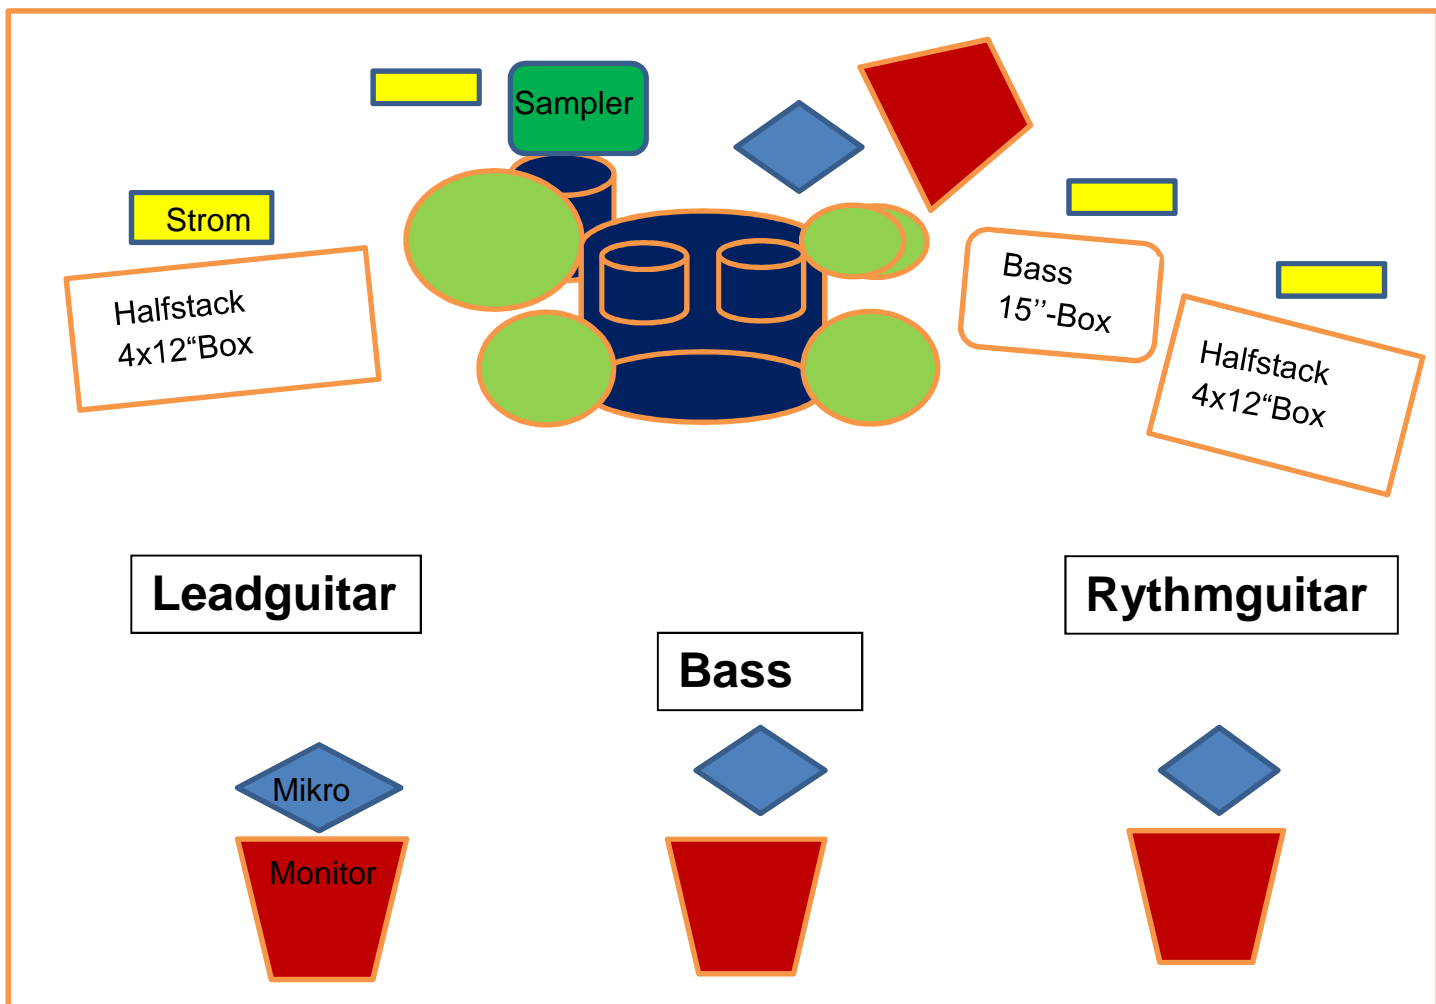 Sampler
Strom
Halfstack
4x12“Box
Bass
15’’-Box
Halfstack
4x12“Box
Leadguitar
Rythmguitar
Bass
Mikro
Monitor